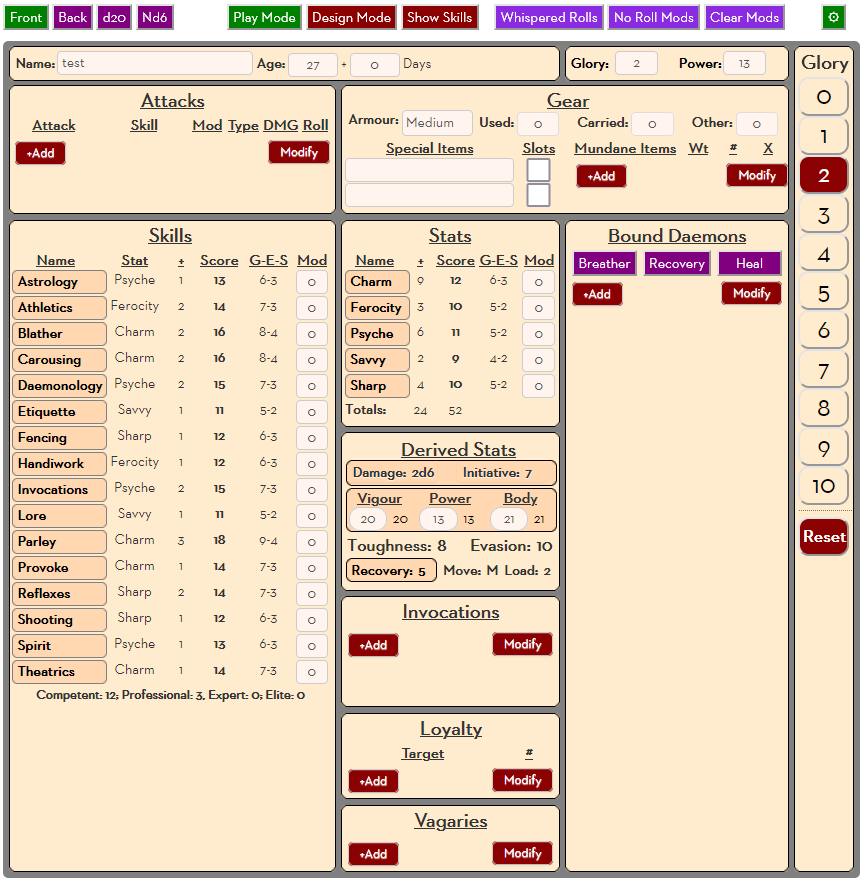 Front Back d20 Nd6 Play Mode Design Mode Show Skills Whispered Rolls No Roll Mods Clear Mods
Name: test Age: 27 + 0 Days
Glory: 2 Power: 13
Attacks
Attack Skill Mod Type DMG Roll
+Add Modify
Gear
Armour: Medium Used: 0 Carried: 0 Other: 0
Special Items Slots Mundane Items Wt # X
+Add Modify
Skills
Name Stat + Score G-E-S Mod
Astrology Psyche 1 13 6-3 0
Athletics Ferocity 2 14 7-3 0
Blather Charm 2 16 8-4 0
Carousing Charm 2 16 8-4 0
Daemonology Psyche 2 15 7-3 0
Etiquette Savvy 1 11 5-2 0
Fencing Sharp 1 12 6-3 0
Handiwork Ferocity 1 12 6-3 0
Invocations Psyche 2 15 7-3 0
Lore Savvy 1 11 5-2 0
Parley Charm 3 18 9-4 0
Provoke Charm 1 14 7-3 0
Reflexes Sharp 2 14 7-3 0
Shooting Sharp 1 12 6-3 0
Spirit Psyche 1 13 6-3 0
Theatrics Charm 1 14 7-3 0
Competent: 12; Professional: 3, Expert: 0; Elite: 0
Stats
Name + Score G-E-S Mod
Charm 9 12 6-3 0
Ferocity 3 10 5-2 0
Psyche 6 11 5-2 0
Savvy 2 9 4-2 0
Sharp 4 10 5-2 0
Totals: 24 52
Derived Stats
Damage: 2d6 Initiative: 7
Vigour Power Body
20 20 13 13 21 21
Toughness: 8 Evasion: 10
Recovery: 5 Move: M Load: 2
Invocations
+Add Modify
Loyalty
Target #
+Add Modify
Vagaries
+Add Modify
Bound Daemons
Breather Recovery Heal
+Add Modify
Glory
0
1
2
3
4
5
6
7
8
9
10
Reset